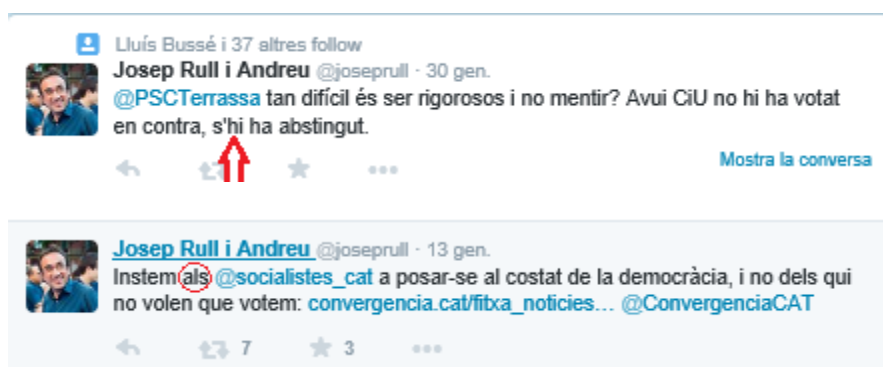 Lluís Bussé i 37 altres follow
Josep Rull i Andreu @joseprull · 30 gen.
@PSCTerrassa tan difícil és ser rigorosos i no mentir? Avui CiU no hi ha votat
en contra, s'hi ha abstingut.
Mostra la conversa
Josep Rull i Andreu @joseprull · 13 gen.
Instem als @socialistes_cat a posar-se al costat de la democràcia, i no dels qui
no volen que votem: convergencia.cat/fitxa_noticies… @ConvergenciaCAT
7 3